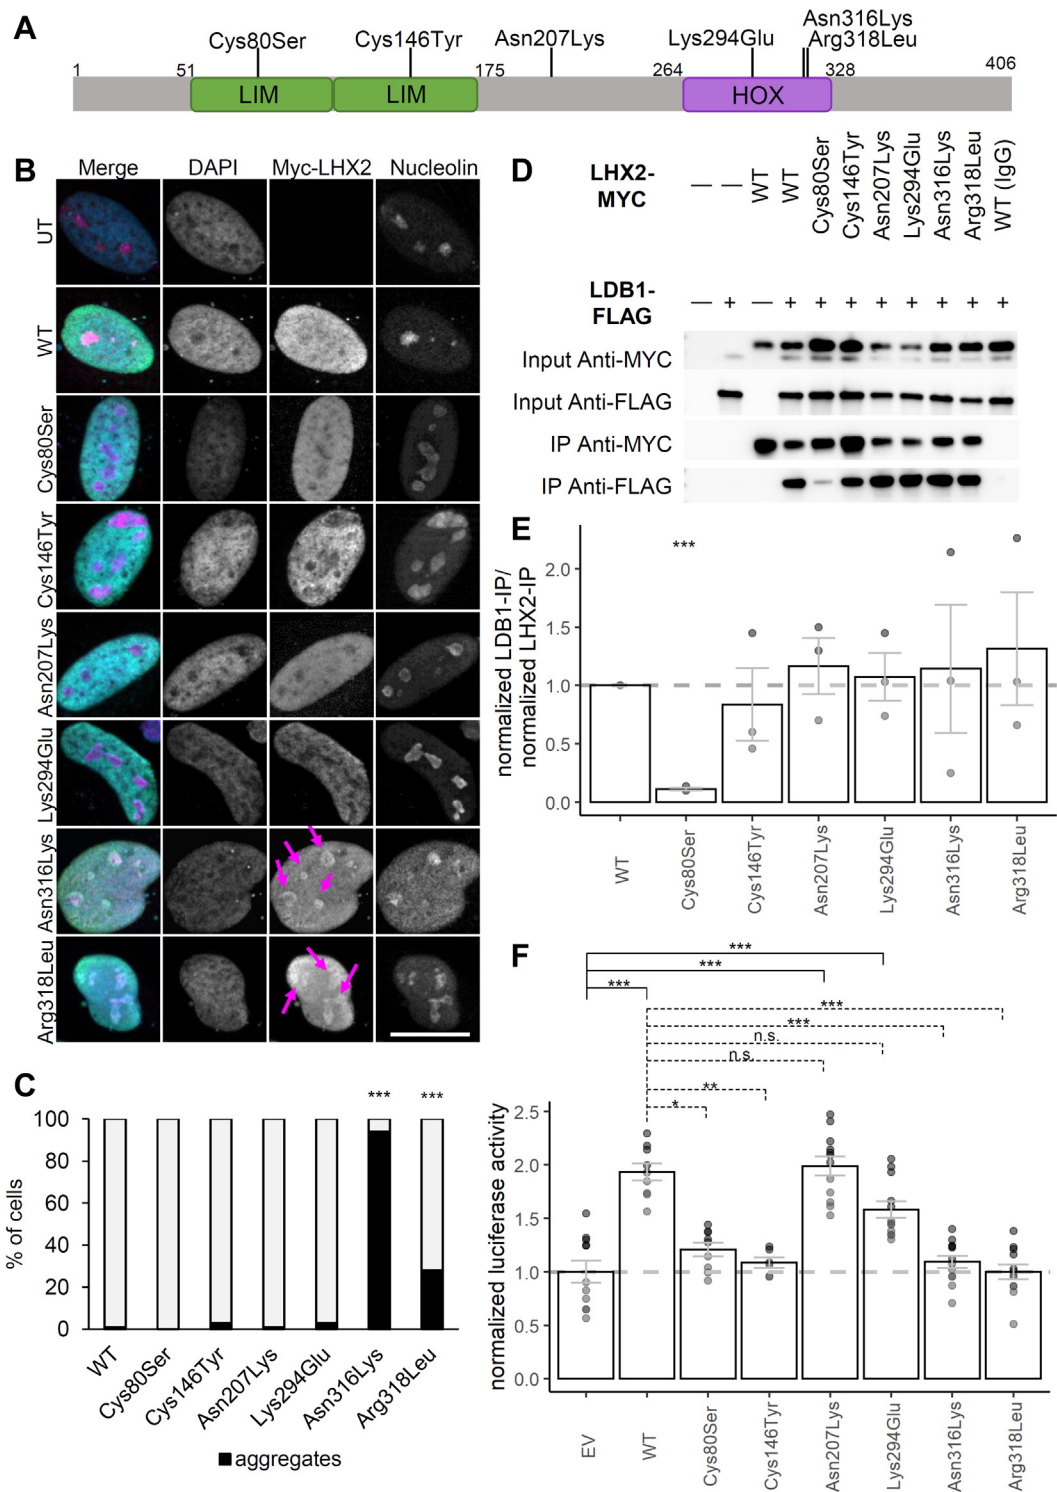 A
Asn316Lys
Cys80Ser Cys146Tyr Asn207Lys Lys294Glu Arg318Leu
1 51 175 264 328 406
LIM LIM HOX
B
Merge DAPI Myc-LHX2 Nucleolin
UT
WT
Cys80Ser
Cys146Tyr
Asn207Lys
Lys294Glu
Asn316Lys
Arg318Leu
C
*** ***
% of cells
100
80
60
40
20
0
WT Cys80Ser Cys146Tyr Asn207Lys Lys294Glu Asn316Lys Arg318Leu
aggregates
D
LHX2-
MYC
— — WT WT Cys80Ser Cys146Tyr Asn207Lys Lys294Glu Asn316Lys Arg318Leu WT (IgG)
LDB1-
FLAG
— + — + + + + + + + +
Input Anti-MYC
Input Anti-FLAG
IP Anti-MYC
IP Anti-FLAG
E
***
normalized LDB1-IP/
normalized LHX2-IP
2.0
1.5
1.0
0.5
0.0
WT Cys80Ser Cys146Tyr Asn207Lys Lys294Glu Asn316Lys Arg318Leu
F
***
***
***
***
***
n.s.
n.s.
**
*
normalized luciferase activity
2.5
2.0
1.5
1.0
0.5
0.0
EV WT Cys80Ser Cys146Tyr Asn207Lys Lys294Glu Asn316Lys Arg318Leu